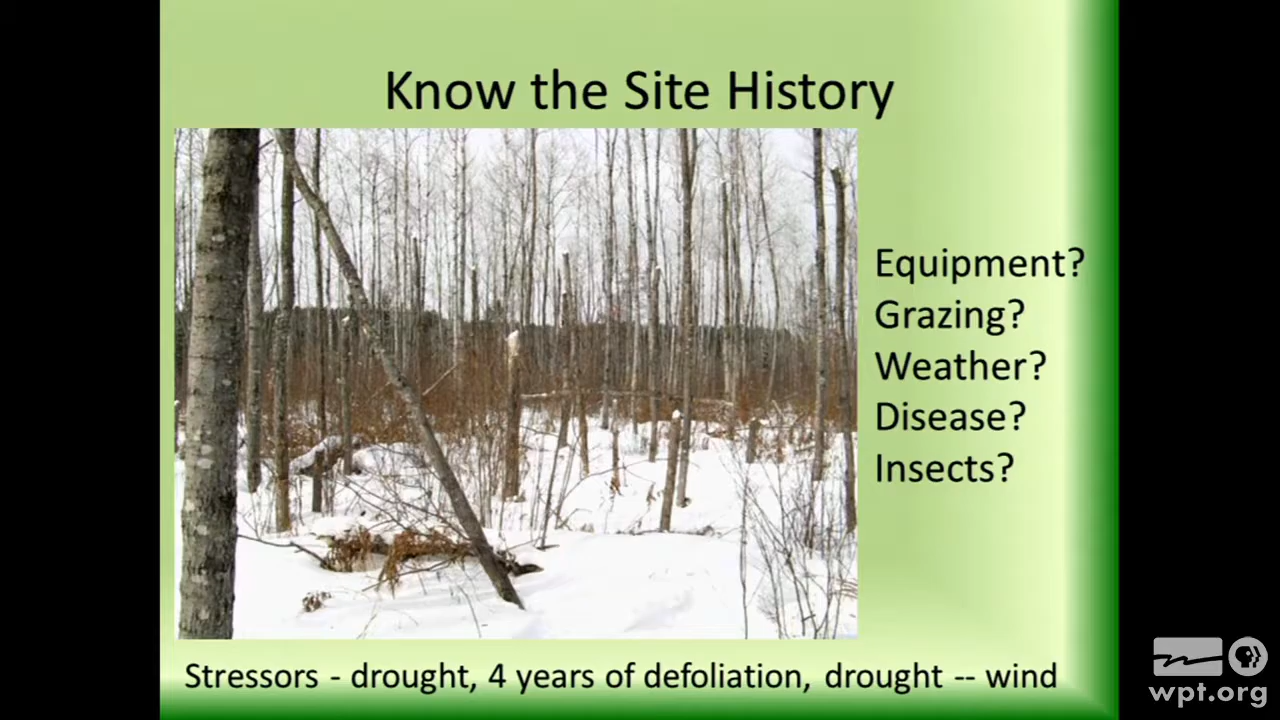 Know the Site History
Equipment?
Grazing?
Weather?
Disease?
Insects?
Stressors - drought, 4 years of defoliation, drought -- wind
wpt.org